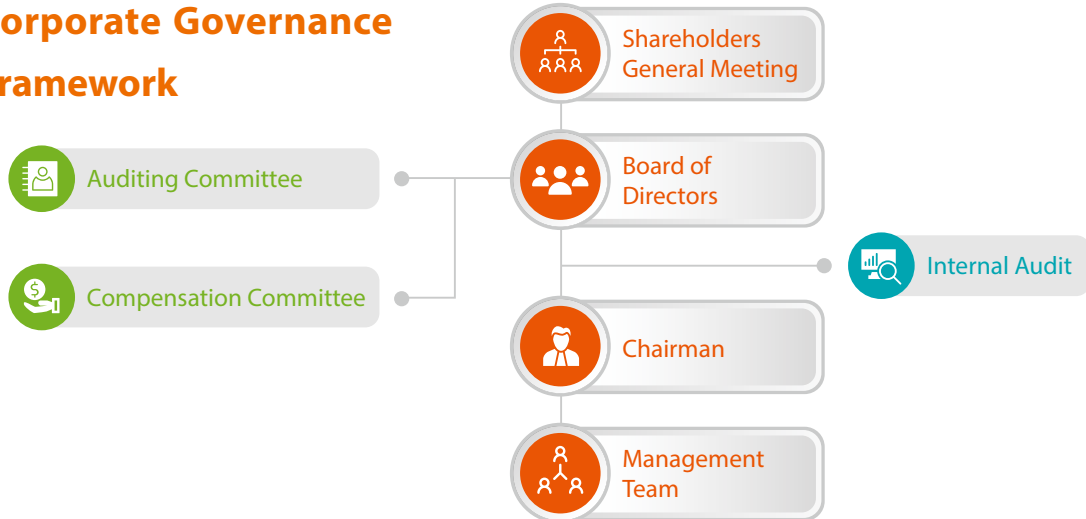 orporate Governance
ramework
Shareholders
General Meeting
Board of
Directors
Auditing Committee
Internal Audit
Compensation Committee
Chairman
Management
Team